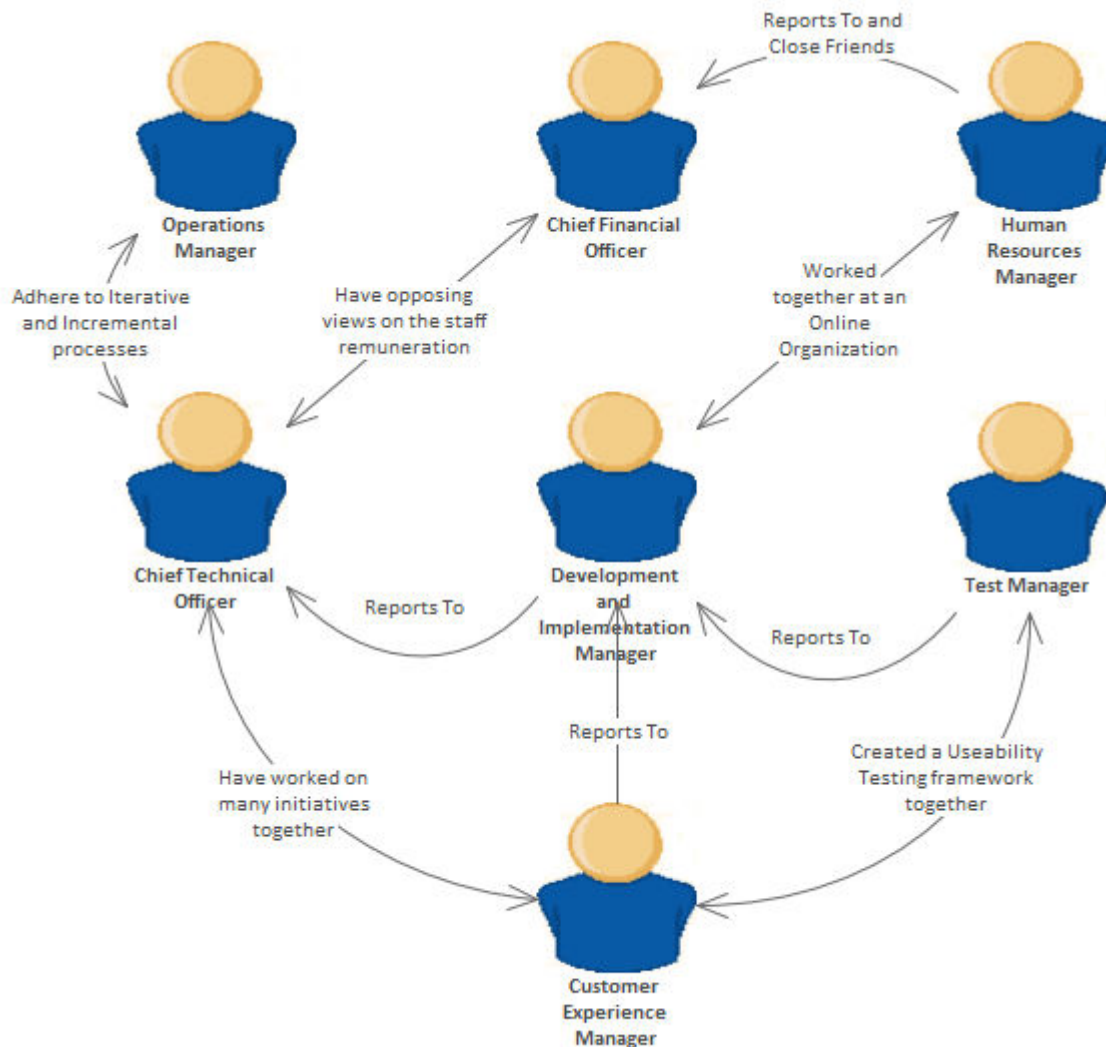 Reports To and
Close Friends
Operations
Manager
Chief Financial
Officer
Human
Resources
Manager
Adhere to Iterative
and Incremental
processes
Have opposing
views on the staff
remuneration
Worked
together at an
Online
Organization
Chief Technical
Officer
Development
and
Implementation
Manager
Test Manager
Reports To
Reports To
Reports To
Have worked on
many initiatives
together
Created a Useability
Testing framework
together
Customer
Experience
Manager